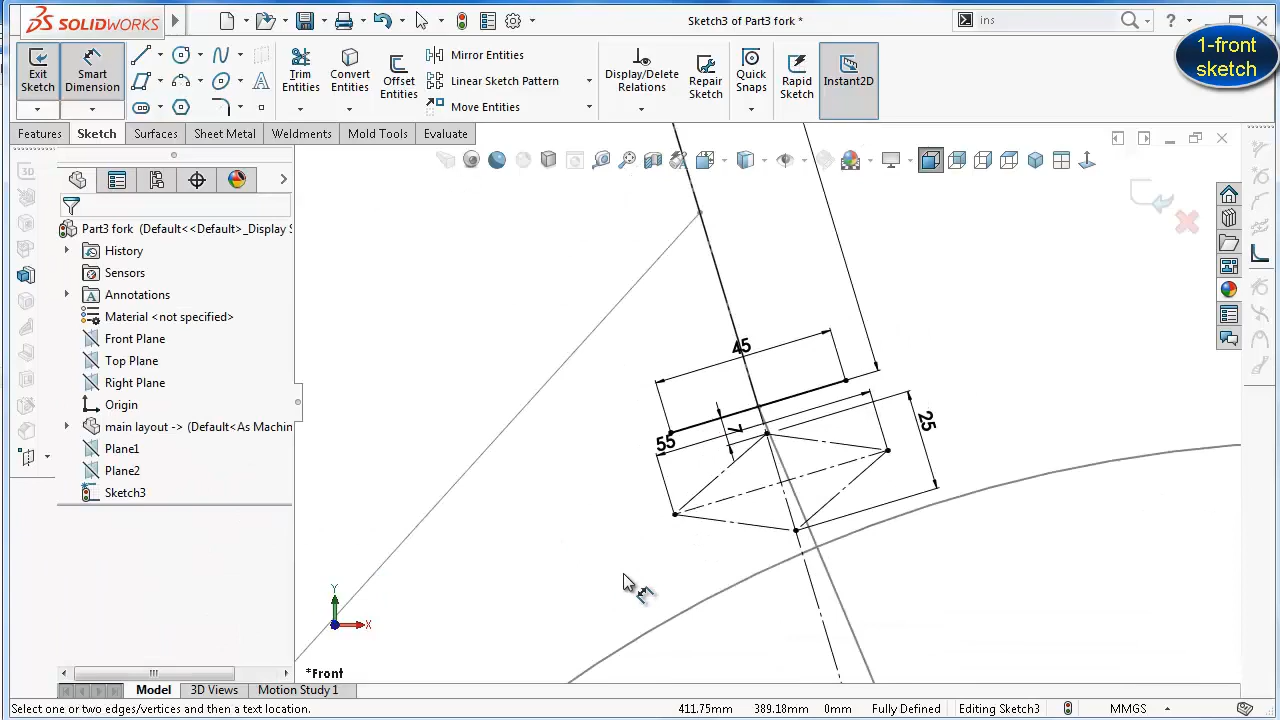 SOLIDWORKS
Sketch3 of Part3 fork *
ins
?
1-front
sketch
Exit
Sketch
Smart
Dimension
Trim
Entities
Convert
Entities
Offset
Entities
Mirror Entities
Linear Sketch Pattern
Move Entities
Display/Delete
Relations
Repair
Sketch
Quick
Snaps
Rapid
Sketch
Instant2D
Features
Sketch
Surfaces
Sheet Metal
Weldments
Mold Tools
Evaluate
Part3 fork (Default<<Default>_Display S
History
Sensors
Annotations
Material <not specified>
Front Plane
Top Plane
Right Plane
Origin
main layout -> (Default<As Machin
Plane1
Plane2
Sketch3
45
7
55
25
Y
X
*Front
Model
3D Views
Motion Study 1
Select one or two edges/vertices and then a text location.
411.75mm
389.18mm
0mm
Fully Defined
Editing Sketch3
MMGS